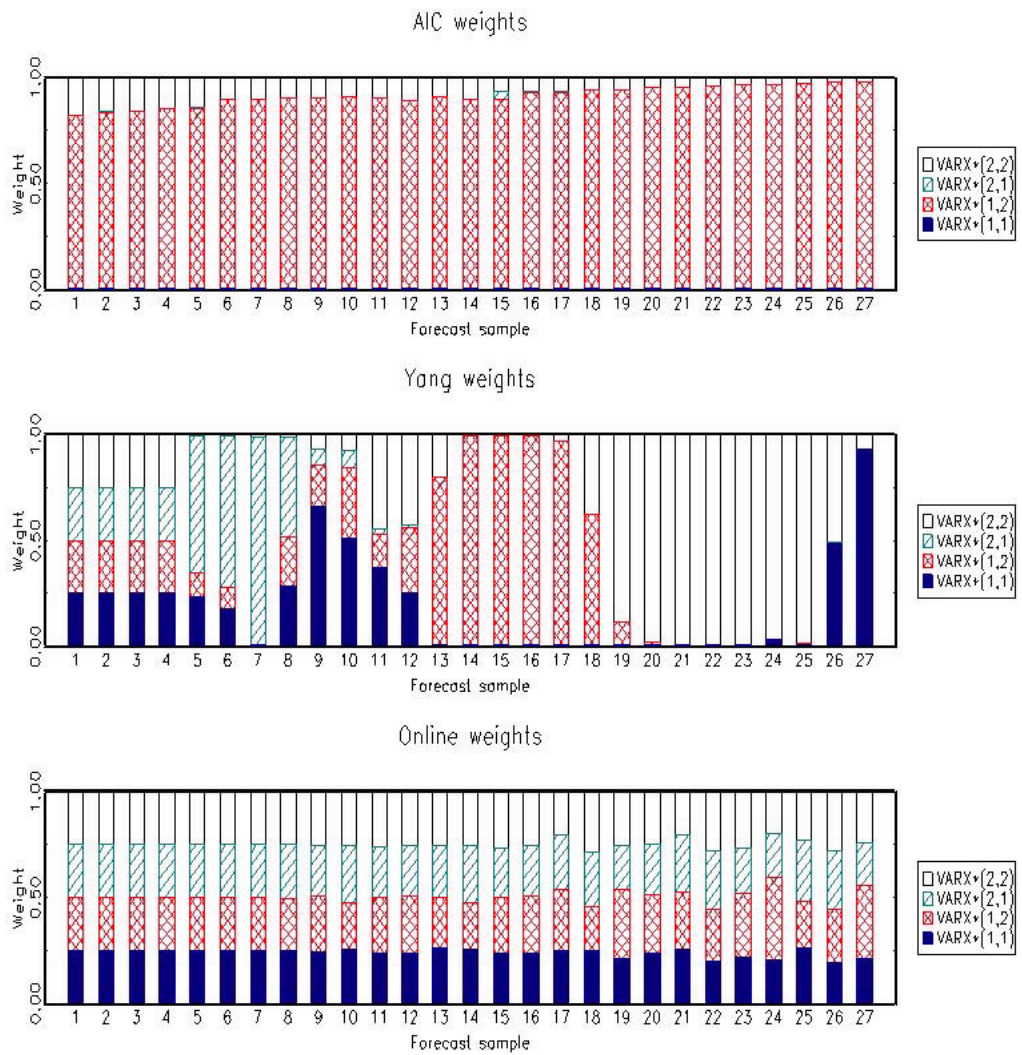 AIC weights
Weight
1.00
0.50
0.00
1 2 3 4 5 6 7 8 9 10 11 12 13 14 15 16 17 18 19 20 21 22 23 24 25 26 27
Forecast sample
VARX*(2,2)
VARX*(2,1)
VARX*(1,2)
VARX*(1,1)
Yang weights
Weight
1.00
0.50
0.00
1 2 3 4 5 6 7 8 9 10 11 12 13 14 15 16 17 18 19 20 21 22 23 24 25 26 27
Forecast sample
VARX*(2,2)
VARX*(2,1)
VARX*(1,2)
VARX*(1,1)
Online weights
Weight
1.00
0.50
0.00
1 2 3 4 5 6 7 8 9 10 11 12 13 14 15 16 17 18 19 20 21 22 23 24 25 26 27
Forecast sample
VARX*(2,2)
VARX*(2,1)
VARX*(1,2)
VARX*(1,1)